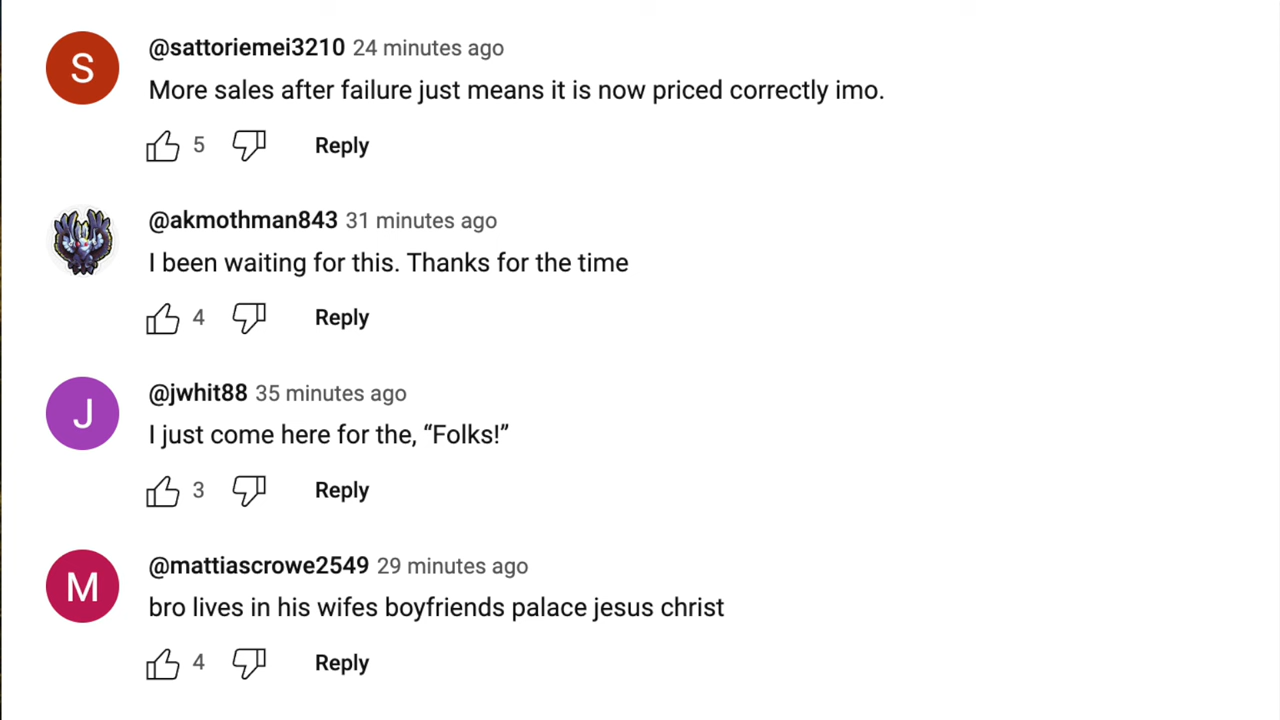 S
@sattoriemei3210 24 minutes ago
More sales after failure just means it is now priced correctly imo.
5 Reply
@akmothman843 31 minutes ago
I been waiting for this. Thanks for the time
4 Reply
J
@jwhit88 35 minutes ago
I just come here for the, “Folks!”
3 Reply
M
@mattiascrowe2549 29 minutes ago
bro lives in his wifes boyfriends palace jesus christ
4 Reply